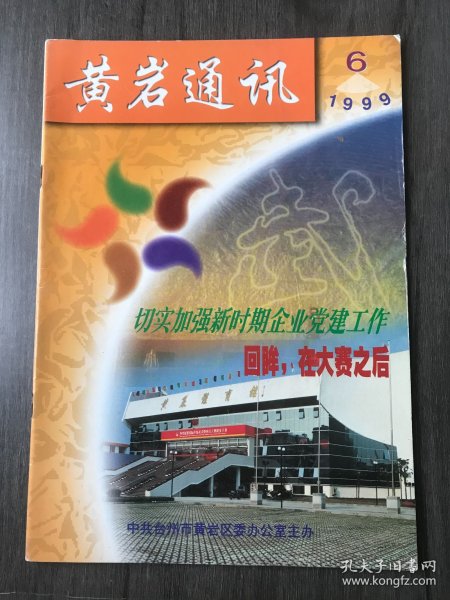 黄岩通讯
6
1999
切实加强新时期企业党建工作
回眸，在大赛之后
黄岩体育馆
中共台州市黄岩区委办公室主办
孔夫子旧书网
www.kongfz.com